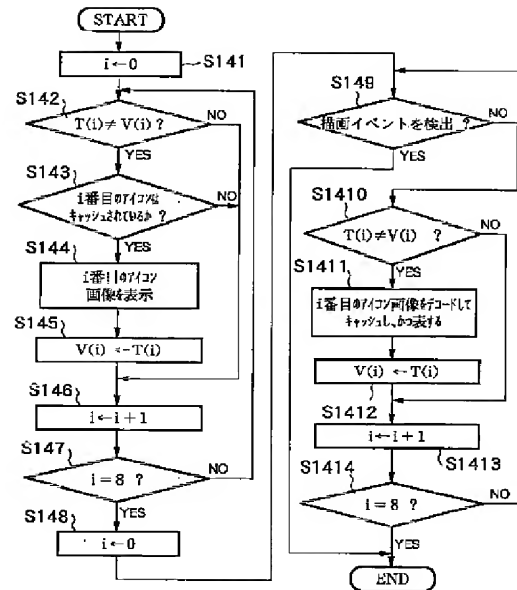 START
i←0
S141
S142
T(i)≠V(i) ?
NO
YES
S143
i番目のアイコンは
キャッシュされているか ?
NO
YES
S144
i番目のアイコン
画像を表示
S145
V(i) ←T(i)
S146
i←i+1
S147
i=8 ?
NO
YES
S148
i←0
S149
描画イベントを検出 ?
NO
YES
S1410
T(i)≠V(i) ?
NO
YES
S1411
i番目のアイコン画像をデコードして
キャッシュし、かつ表する
V(i) ←T(i)
S1412
i←i+1
S1413
S1414
i=8 ?
NO
YES
END